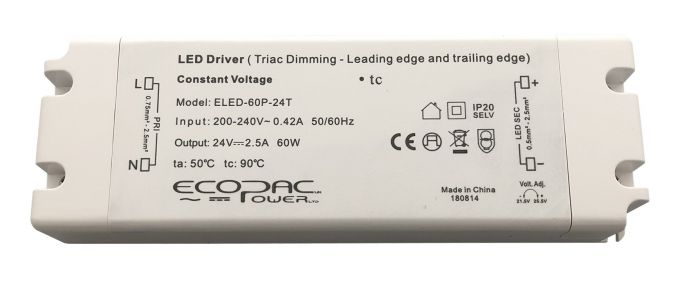 LED Driver ( Triac Dimming - Leading edge and trailing edge)
Constant Voltage
• tc
Model: ELED-60P-24T
Input: 200-240V~ 0.42A 50/60Hz
Output: 24V⎓2.5A 60W
ta: 50℃ tc: 90℃
L
N
PRI
0.75mm² - 2.5mm²
IP20
SELV
CE
+
-
LED SEC
0.5mm² - 2.5mm²
ECOPAC UK
POWER LTD
Made in China
180814
Volt. Adj.
21.5V 25.5V